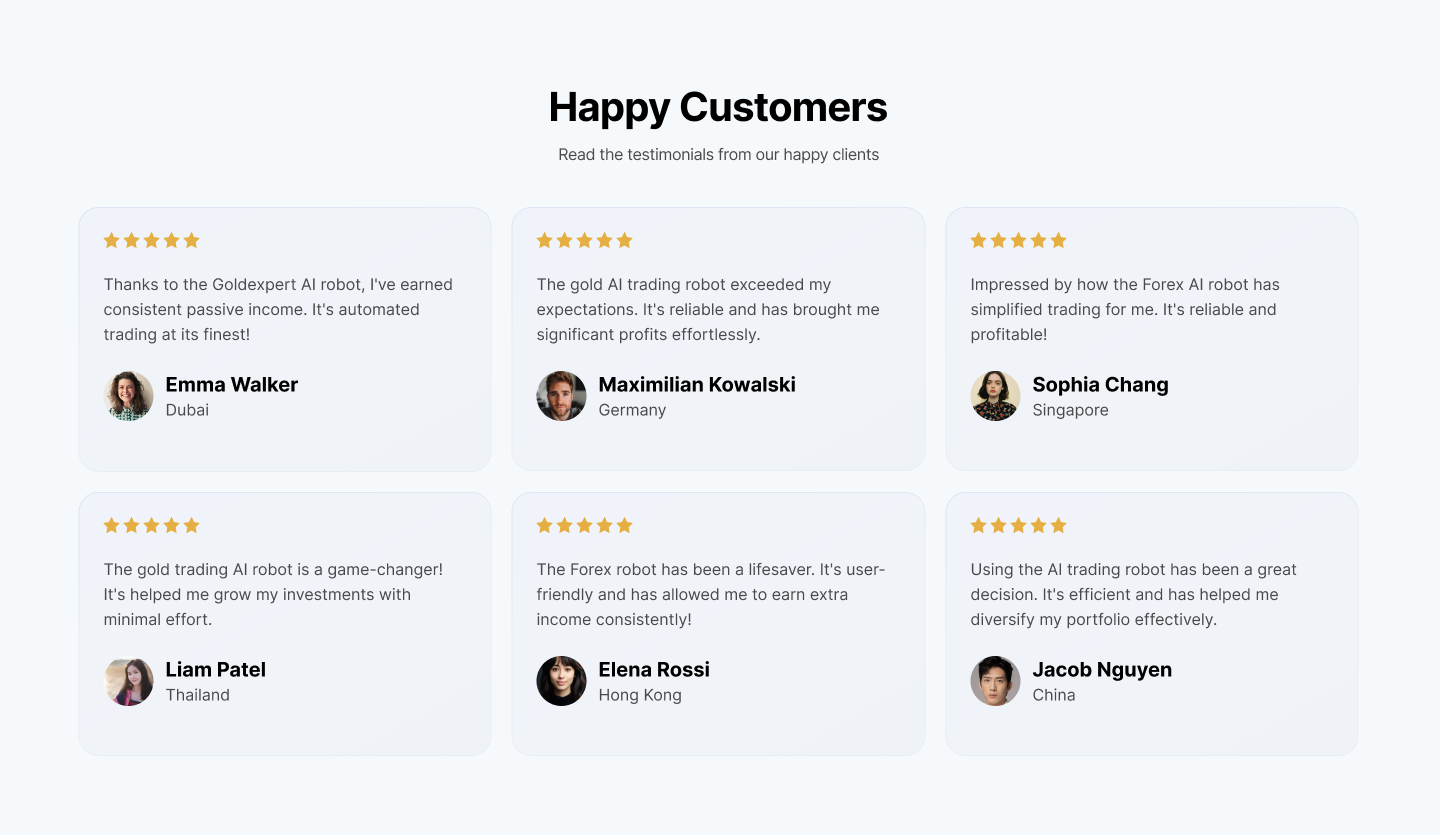 Happy Customers
Read the testimonials from our happy clients
Thanks to the Goldexpert AI robot, I've earned
consistent passive income. It's automated
trading at its finest!
Emma Walker
Dubai
The gold AI trading robot exceeded my
expectations. It's reliable and has brought me
significant profits effortlessly.
Maximilian Kowalski
Germany
Impressed by how the Forex AI robot has
simplified trading for me. It's reliable and
profitable!
Sophia Chang
Singapore
The gold trading AI robot is a game-changer!
It's helped me grow my investments with
minimal effort.
Liam Patel
Thailand
The Forex robot has been a lifesaver. It's user-
friendly and has allowed me to earn extra
income consistently!
Elena Rossi
Hong Kong
Using the AI trading robot has been a great
decision. It's efficient and has helped me
diversify my portfolio effectively.
Jacob Nguyen
China